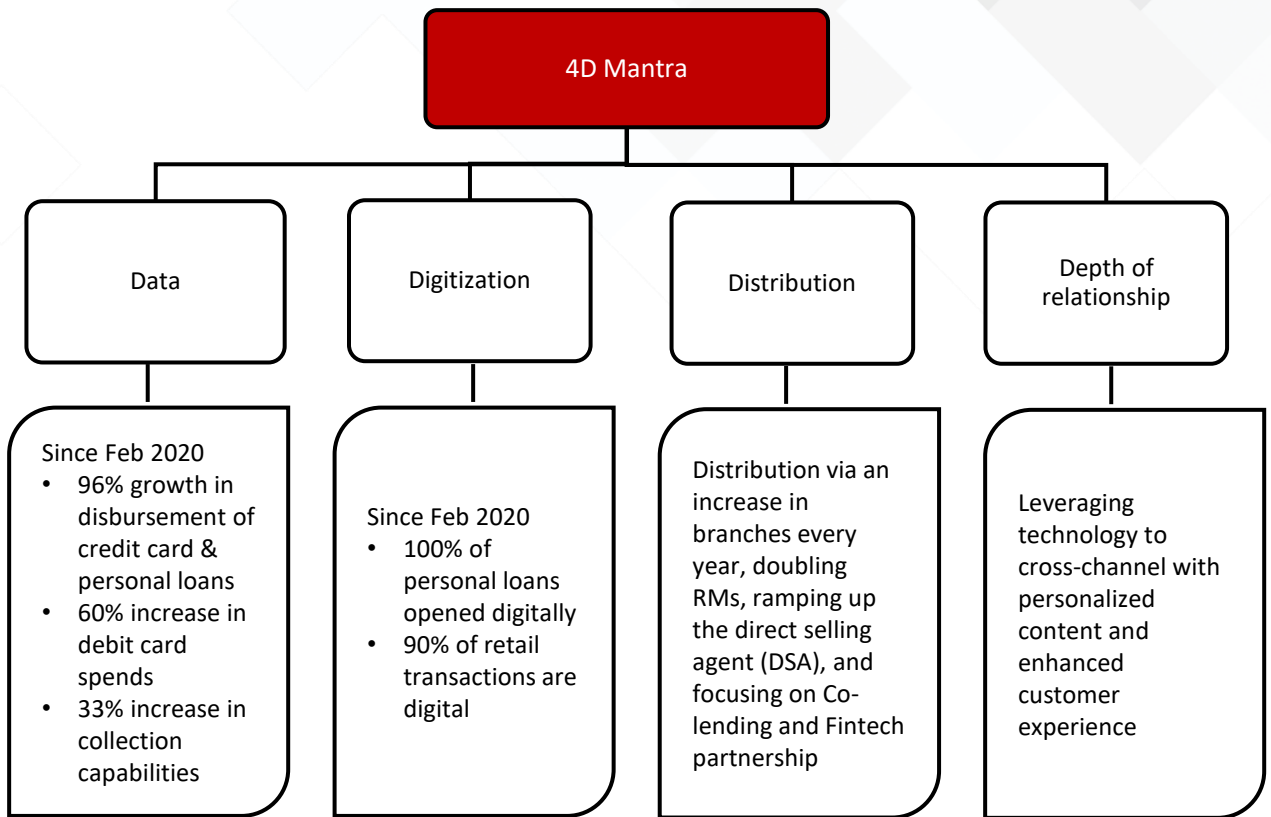 4D Mantra
Data
Digitization
Distribution
Depth of
relationship
Since Feb 2020
• 96% growth in
disbursement of
credit card &
personal loans
• 60% increase in
debit card
spends
• 33% increase in
collection
capabilities
Since Feb 2020
• 100% of
personal loans
opened digitally
• 90% of retail
transactions are
digital
Distribution via an
increase in
branches every
year, doubling
RMs, ramping up
the direct selling
agent (DSA), and
focusing on Co-
lending and Fintech
partnership
Leveraging
technology to
cross-channel with
personalized
content and
enhanced
customer
experience